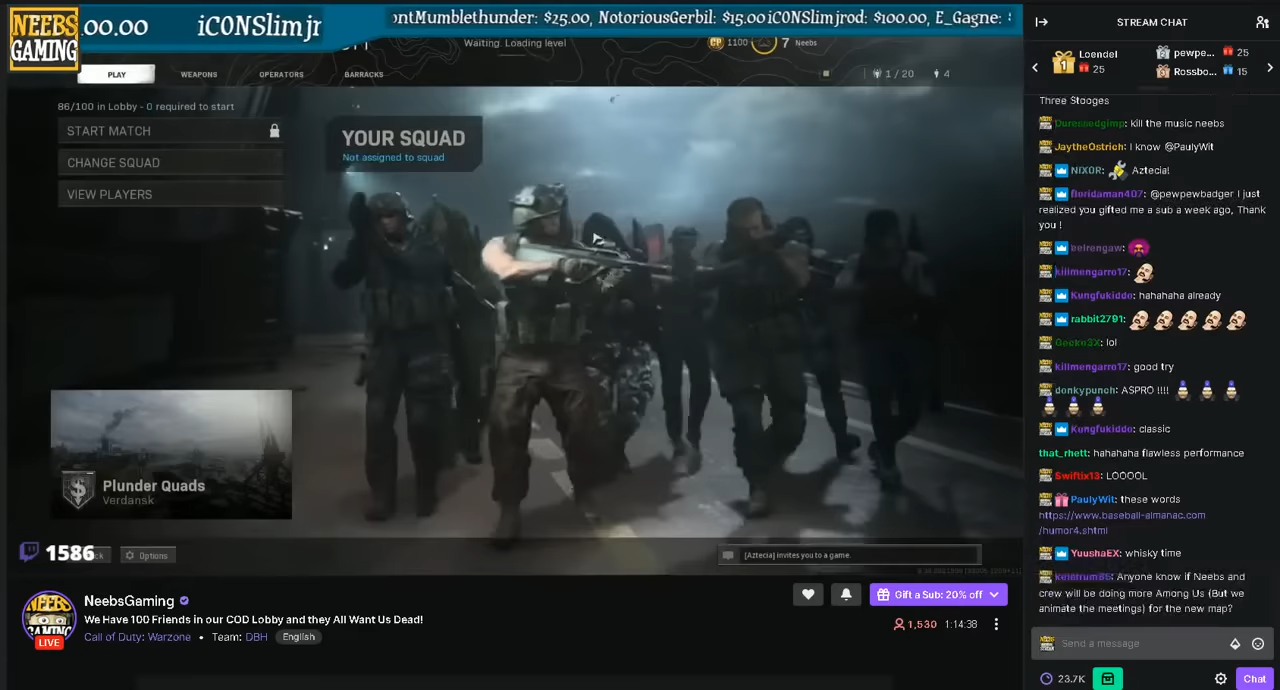 NEEBS
GAMING
.00.00 iCONSlimjr
ontMumblethunder: $25.00, NotoriousGerbil: $15.00 iCONSlimjrod: $100.00, E_Gagne:
Waiting. Loading level
1100
7 Neebs
PLAY
WEAPONS
OPERATORS
BARRACKS
1 / 20
4
86/100 in Lobby - 0 required to start
START MATCH
CHANGE SQUAD
VIEW PLAYERS
YOUR SQUAD
Not assigned to squad
Plunder Quads
Verdansk
1586
Options
[Aztecia] invites you to a game.
NeebsGaming
We Have 100 Friends in our COD Lobby and they All Want Us Dead!
Call of Duty: Warzone • Team: DBH English
LIVE
Gift a Sub: 20% off
1,530 1:14:38
STREAM CHAT
1 Loendel
25
pewpe... 25
Rossbo... 15
Three Stooges
Duressedgimp: kill the music neebs
JaytheOstrich: I know @PaulyWit
NIX0R: Aztecia!
floridaman407: @pewpewbadger I just
realized you gifted me a sub a week ago, Thank
you !
killmengarro17:
Kungfukiddo: hahahaha already
rabbit2791:
Gecko3X: lol
killmengarro17: good try
donkypunch: ASPRO !!!!
Kungfukiddo: classic
that_rhett: hahahaha flawless performance
Swiftix13: LOOOOL
PaulyWit: these words
https://www.baseball-almanac.com
/humor4.shtml
YuushaEX: whisky time
Anyone know if Neebs and
crew will be doing more Among Us (But we
animate the meetings) for the new map?
Send a message
23.7K
Chat